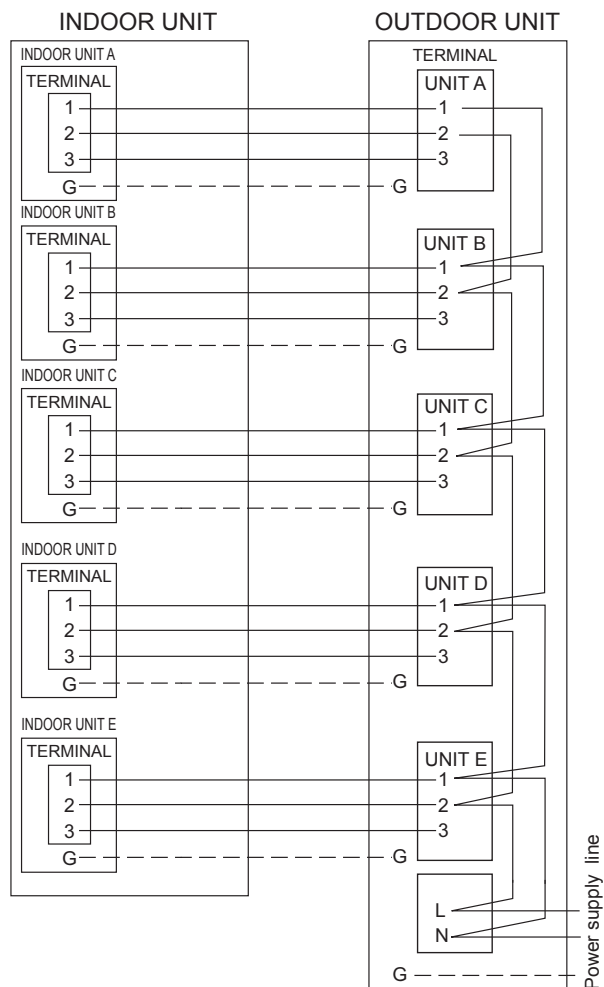 INDOOR UNIT
OUTDOOR UNIT
INDOOR UNIT A
TERMINAL
TERMINAL
UNIT A
1
1
2
2
3
3
G
G
INDOOR UNIT B
TERMINAL
UNIT B
1
1
2
2
3
3
G
G
INDOOR UNIT C
TERMINAL
UNIT C
1
1
2
2
3
3
G
G
INDOOR UNIT D
TERMINAL
UNIT D
1
1
2
2
3
3
G
G
INDOOR UNIT E
TERMINAL
UNIT E
1
1
2
2
3
3
G
G
L
N
G
Power supply line